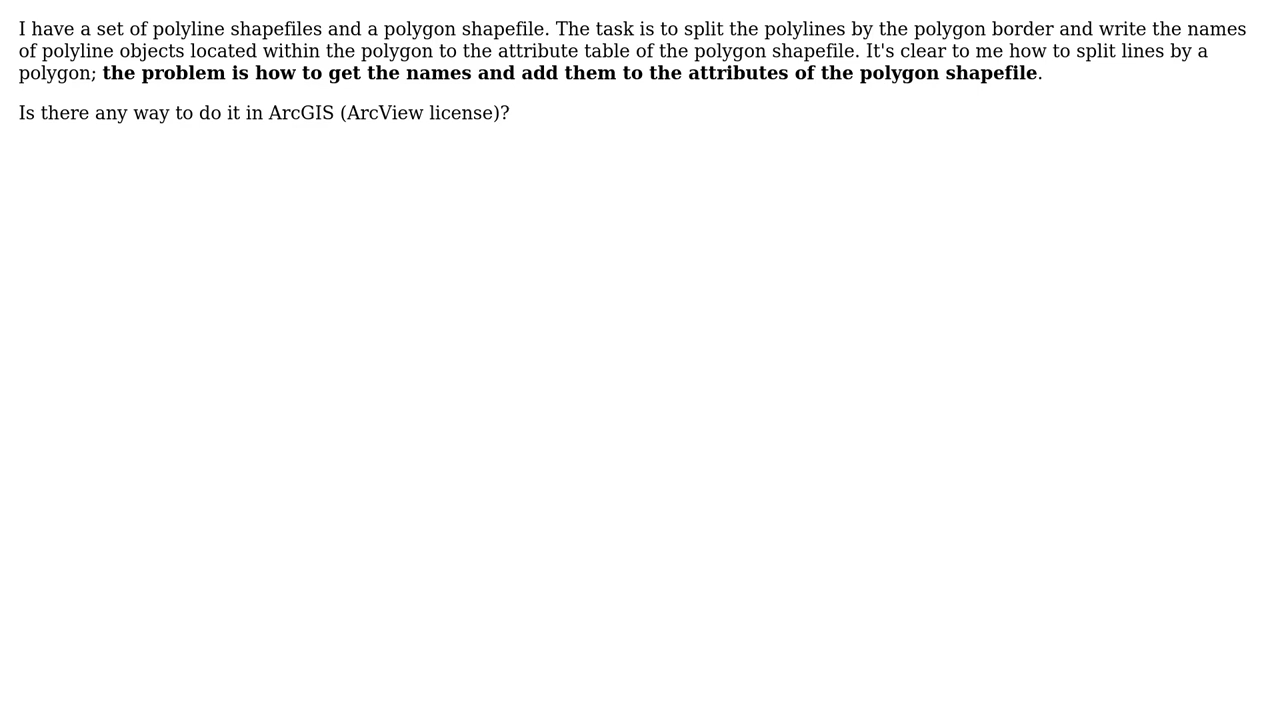 I have a set of polyline shapefiles and a polygon shapefile. The task is to split the polylines by the polygon border and write the names
of polyline objects located within the polygon to the attribute table of the polygon shapefile. It's clear to me how to split lines by a
polygon; the problem is how to get the names and add them to the attributes of the polygon shapefile.
Is there any way to do it in ArcGIS (ArcView license)?